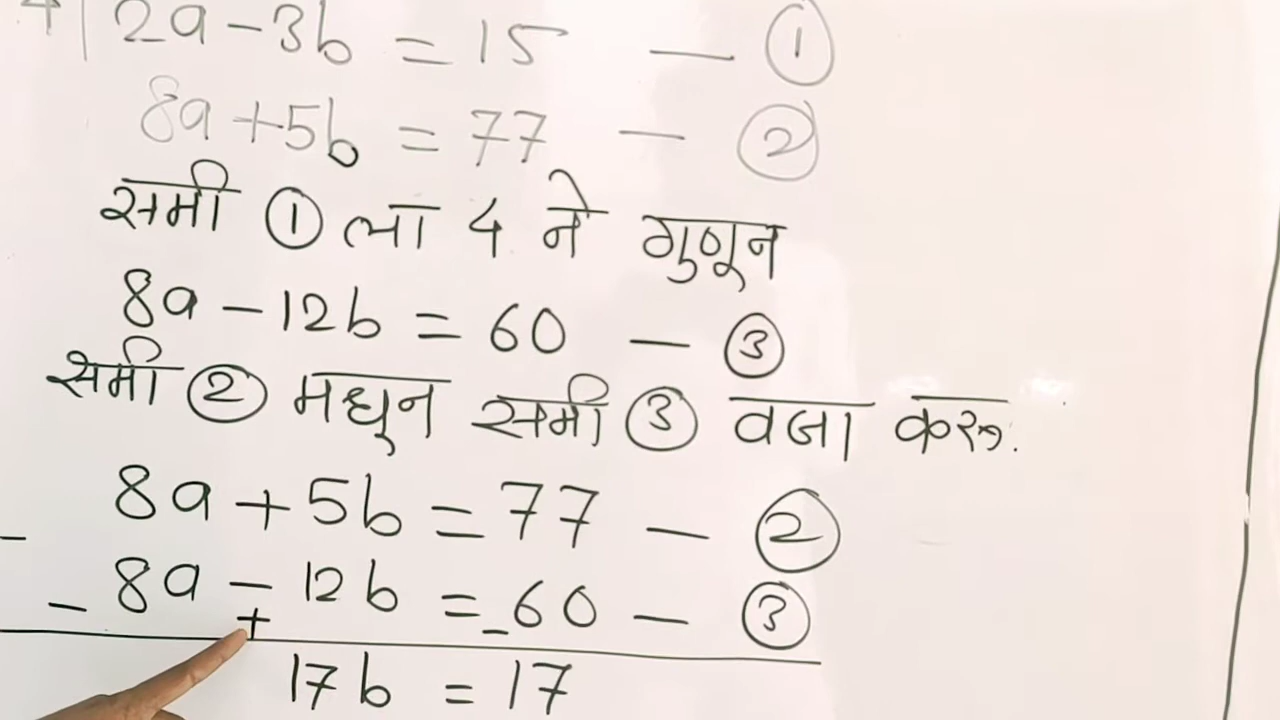 4| 2a - 3b = 15 — ①
8a + 5b = 77 — ②
समी ① ला 4 ने गुणून
8a - 12b = 60 — ③
समी ② मधून समी ③ वजा करु.
8a + 5b = 77 — ②
-
- 8a - 12b = 60 — ③
+ -
17b = 17